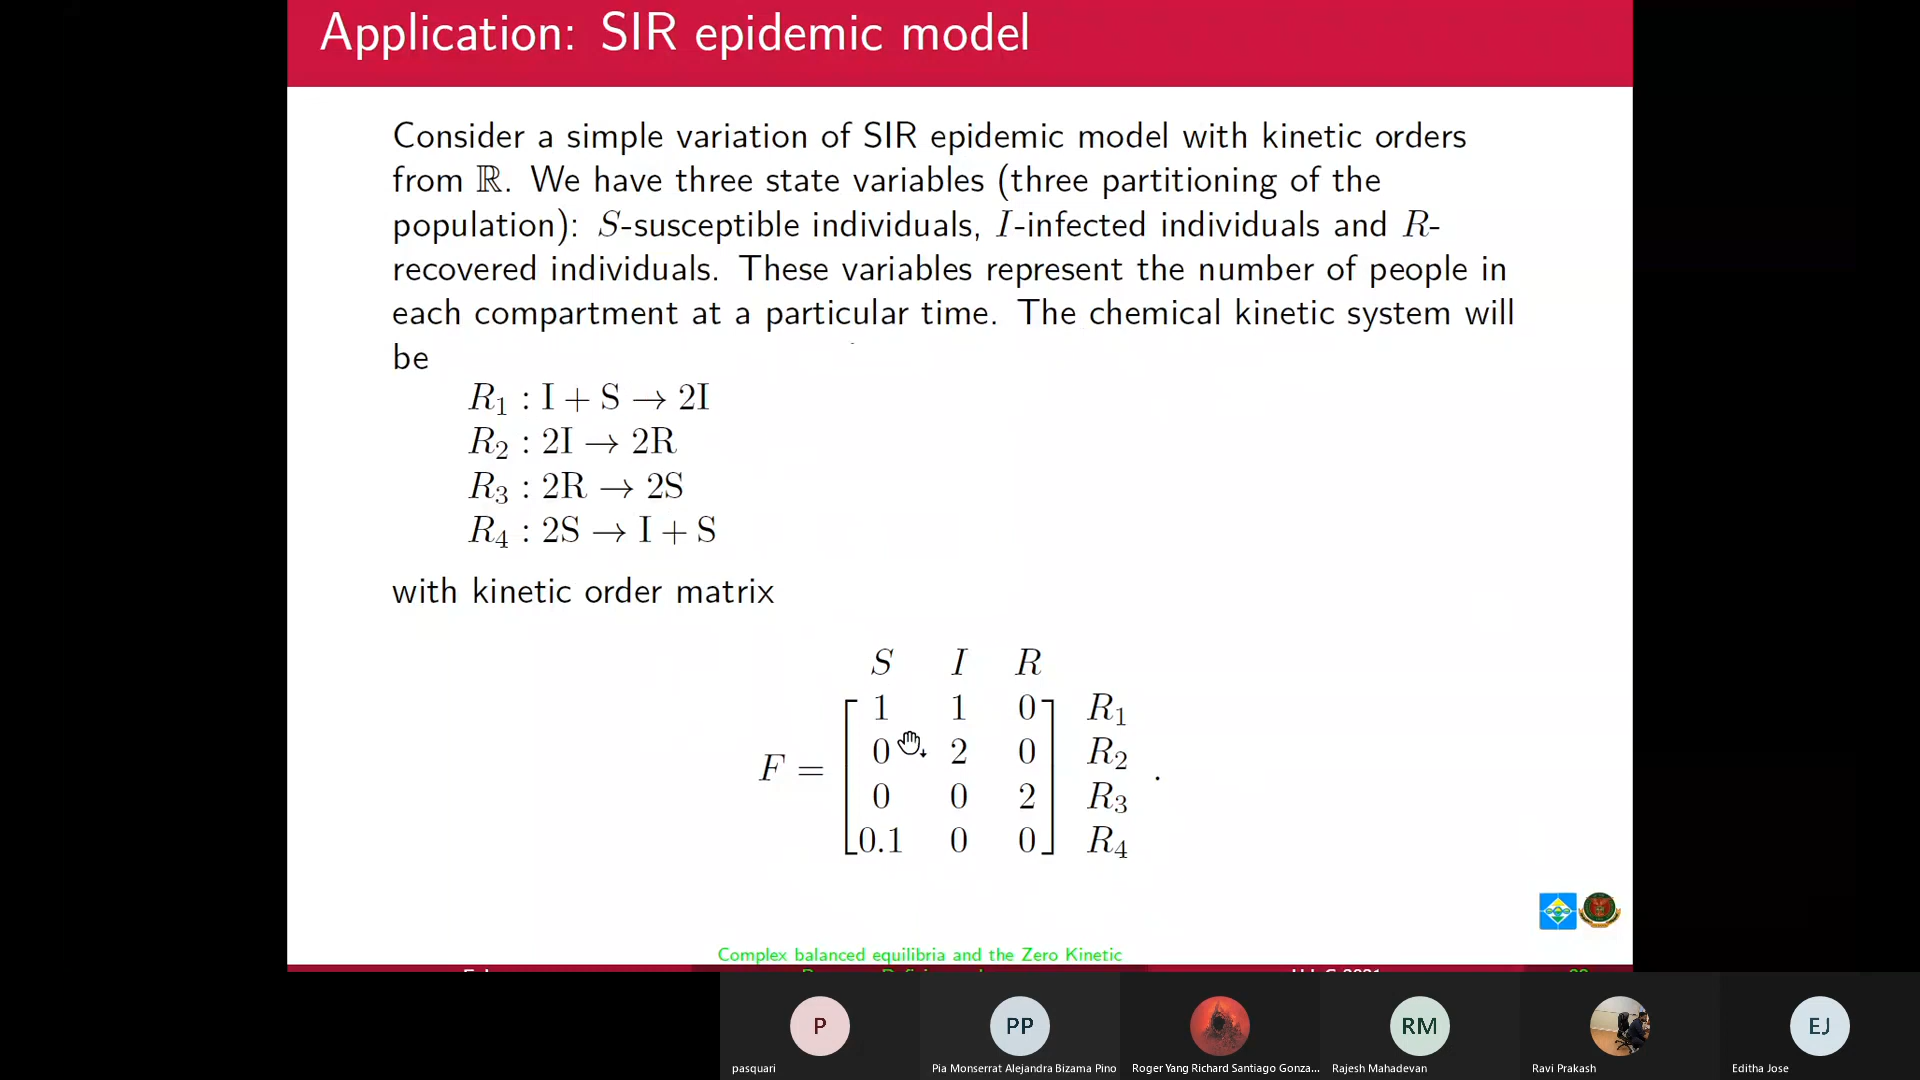 Application: SIR epidemic model
Consider a simple variation of SIR epidemic model with kinetic orders
from ℝ. We have three state variables (three partitioning of the
population): S-susceptible individuals, I-infected individuals and R-
recovered individuals. These variables represent the number of people in
each compartment at a particular time. The chemical kinetic system will
be
R₁ : I + S → 2I
R₂ : 2I → 2R
R₃ : 2R → 2S
R₄ : 2S → I + S
with kinetic order matrix
S I R
1 1 0 R₁
0 2 0 R₂
F =
0 0 2 R₃
0.1 0 0 R₄
.
Complex balanced equilibria and the Zero Kinetic
P PP RM EJ
pasquari Pia Monserrat Alejandra Bizama Pino Roger Yang Richard Santiago Gonza... Rajesh Mahadevan Ravi Prakash Editha Jose